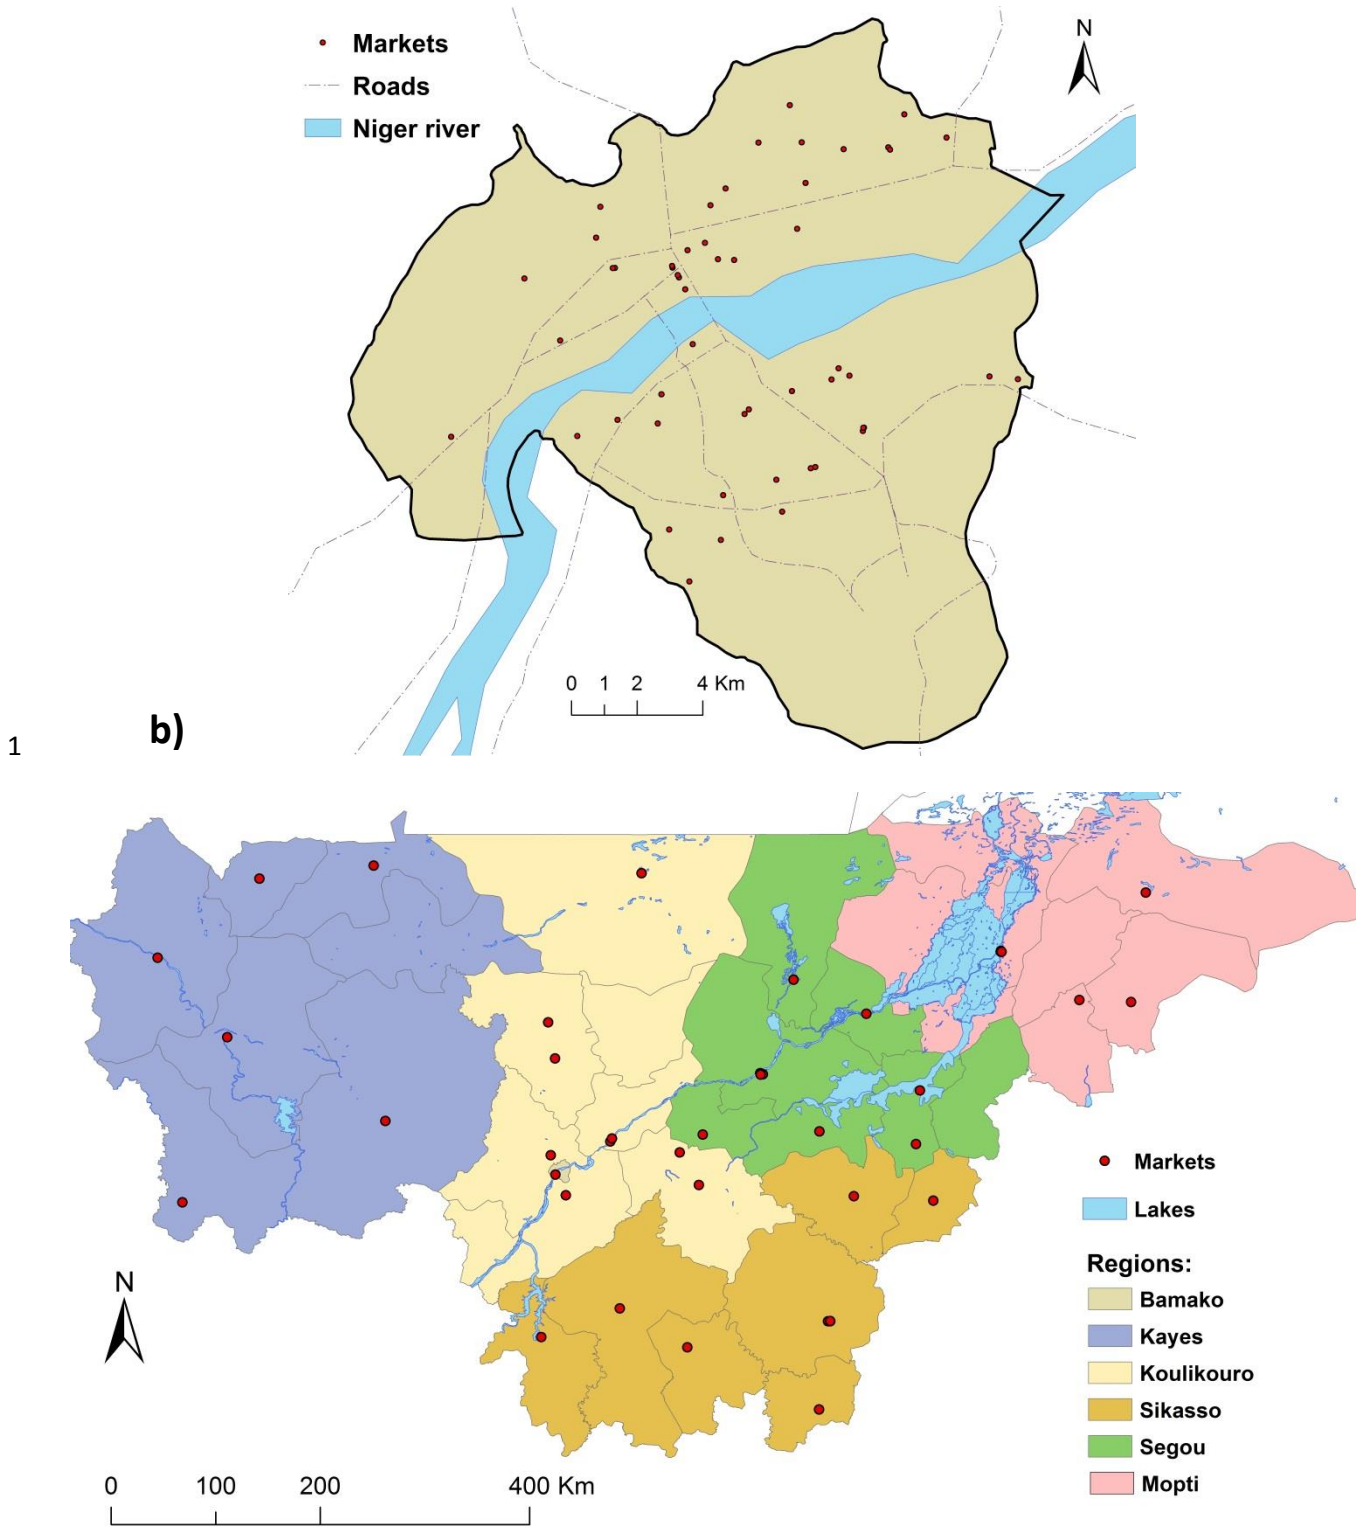 Markets
Roads
Niger river
N
0 1 2 4 Km
1
b)
Markets
Lakes
Regions:
Bamako
Kayes
Koulikouro
Sikasso
Segou
Mopti
N
0 100 200 400 Km